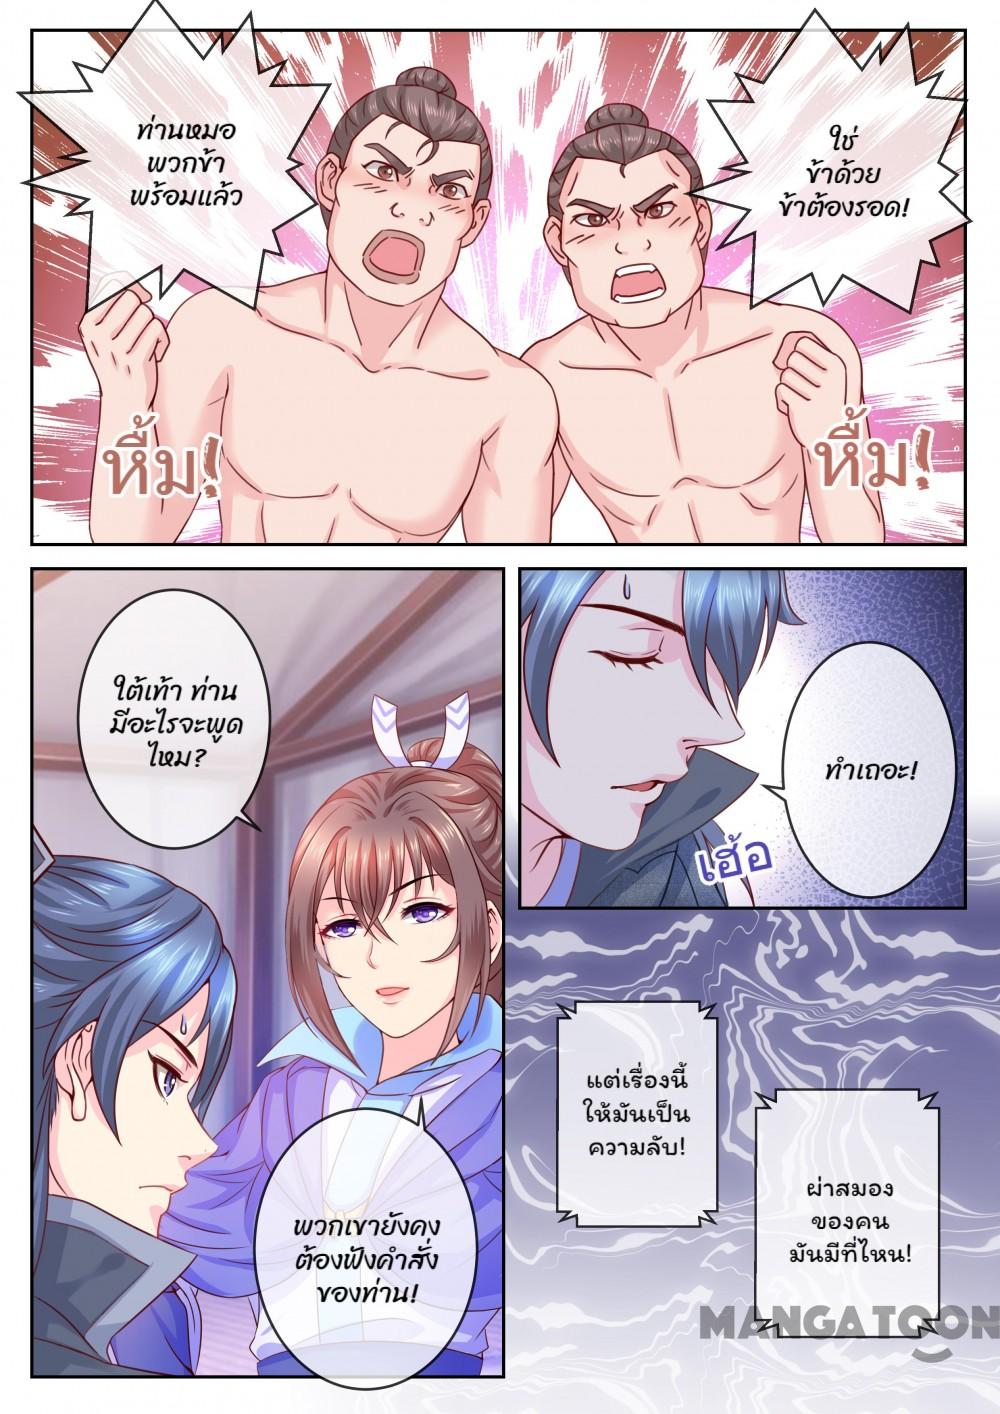 ท่านหมอ
พวกข้า
พร้อมแล้ว
ใช่
ข้าด้วย
ข้าต้องรอด!
หื้ม!
หื้ม!
ใต้เท้า ท่าน
มีอะไรจะพูด
ไหม?
พวกเขายังคง
ต้องฟังคำสั่ง
ของท่าน!
ทำเถอะ!
เฮ้อ
แต่เรื่องนี้
ให้มันเป็น
ความลับ!
ผ่าสมอง
ของคน
มันมีที่ไหน!
MANGATOON